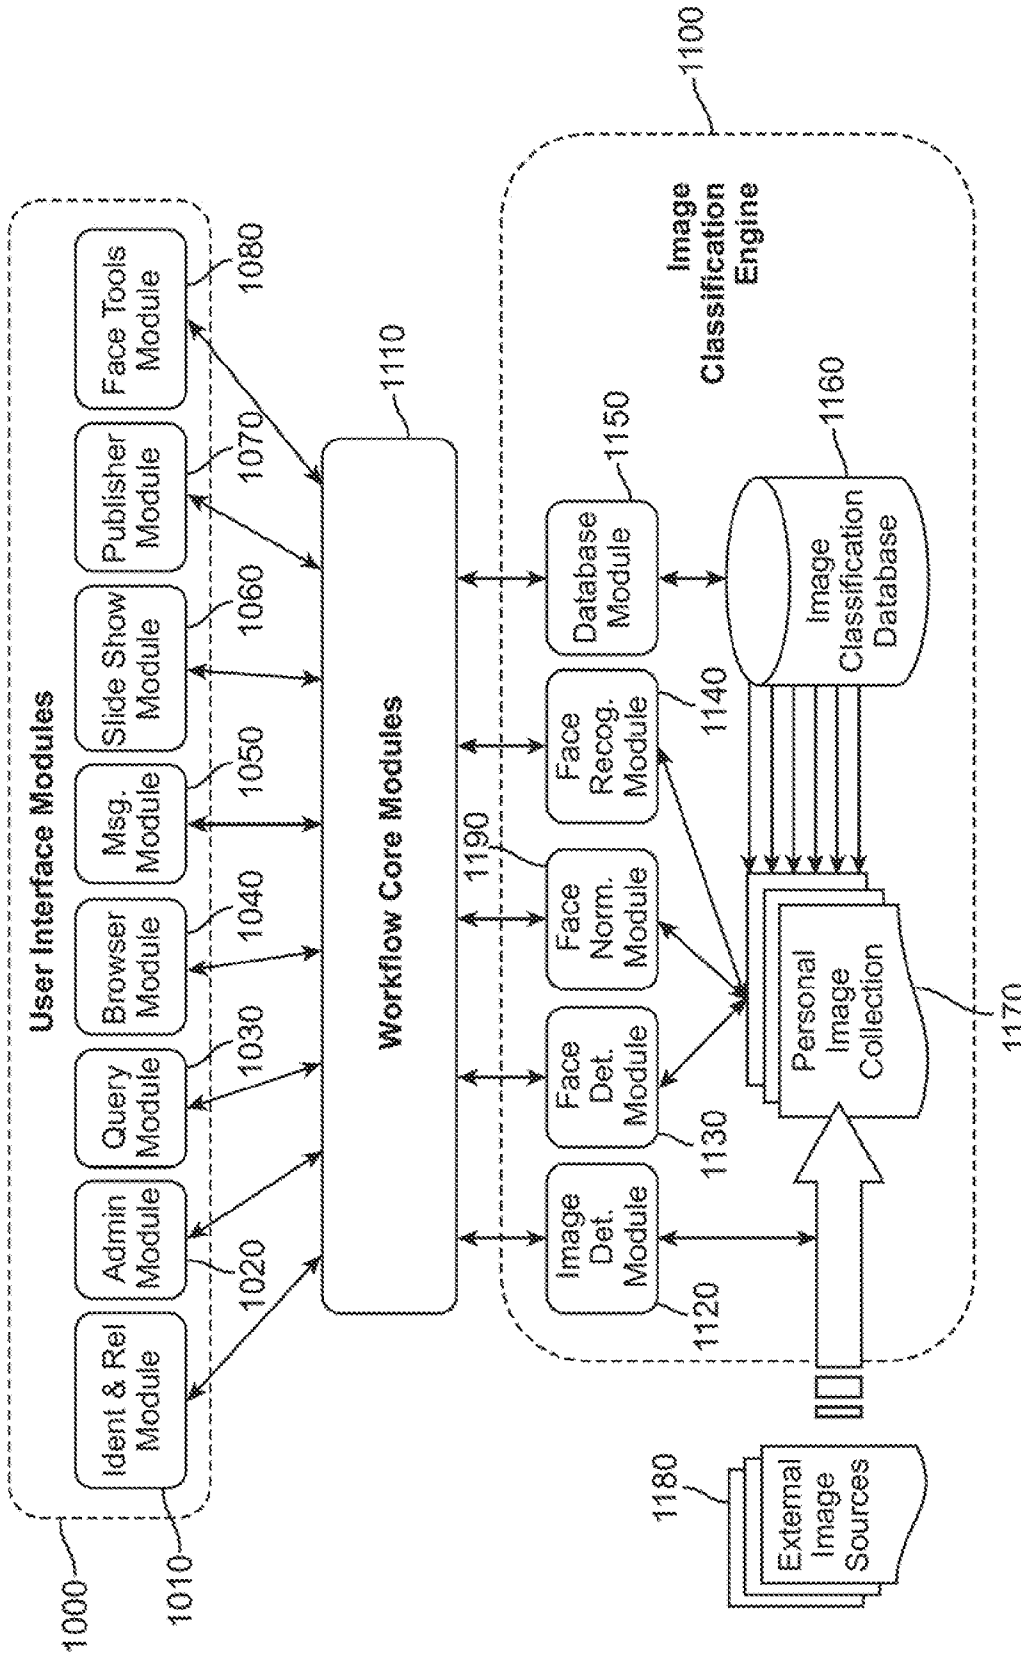 User Interface Modules
1000
Ident & Rel
Module
1010
Admin
Module
1020
Query
Module
1030
Browser
Module
1040
Msg.
Module
1050
Slide Show
Module
1060
Publisher
Module
1070
Face Tools
Module
1080
Workflow Core Modules
1110
1100
Image
Classification
Engine
Image
Det.
Module
1120
Face
Det.
Module
1130
Face
Norm.
Module
1190
Face
Recog.
Module
1140
Database
Module
1150
Image
Classification
Database
1160
Personal
Image
Collection
1170
External
Image
Sources
1180